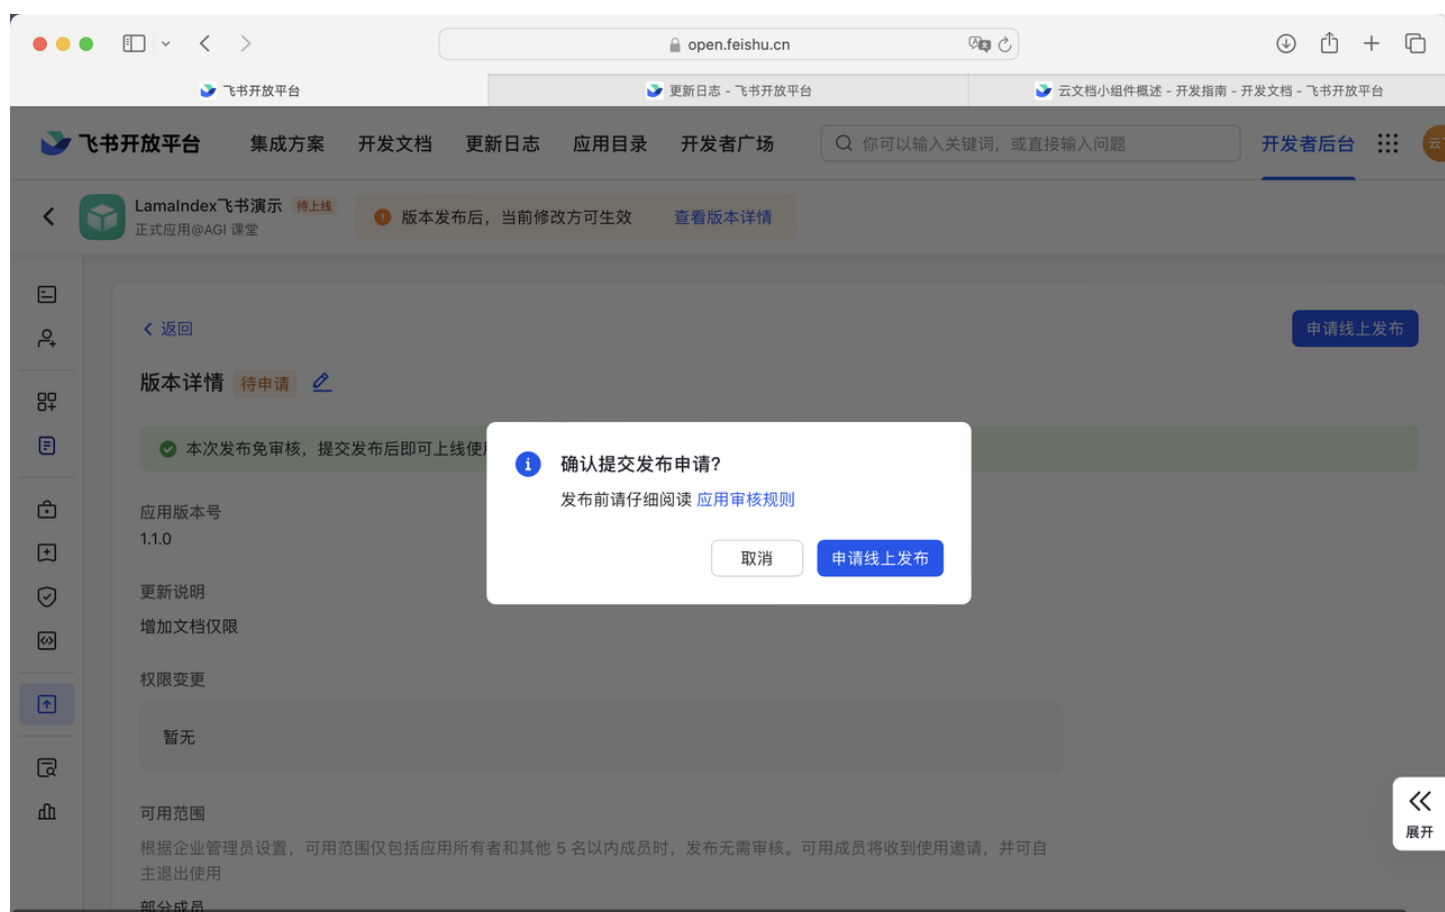 open.feishu.cn
飞书开放平台
更新日志 - 飞书开放平台
云文档小组件概述 - 开发指南 - 开发文档 - 飞书开放平台
飞书开放平台 集成方案 开发文档 更新日志 应用目录 开发者广场 你可以输入关键词，或直接输入问题 开发者后台 云
LamaIndex飞书演示 待上线
正式应用@AGI 课堂
版本发布后，当前修改方可生效 查看版本详情
返回
申请线上发布
版本详情 待申请
本次发布免审核，提交发布后即可上线使
确认提交发布申请?
发布前请仔细阅读 应用审核规则
取消 申请线上发布
应用版本号
1.1.0
更新说明
增加文档仅限
权限变更
暂无
可用范围
根据企业管理员设置，可用范围仅包括应用所有者和其他 5 名以内成员时，发布无需审核。可用成员将收到使用邀请，并可自
主退出使用
部分成员
展开